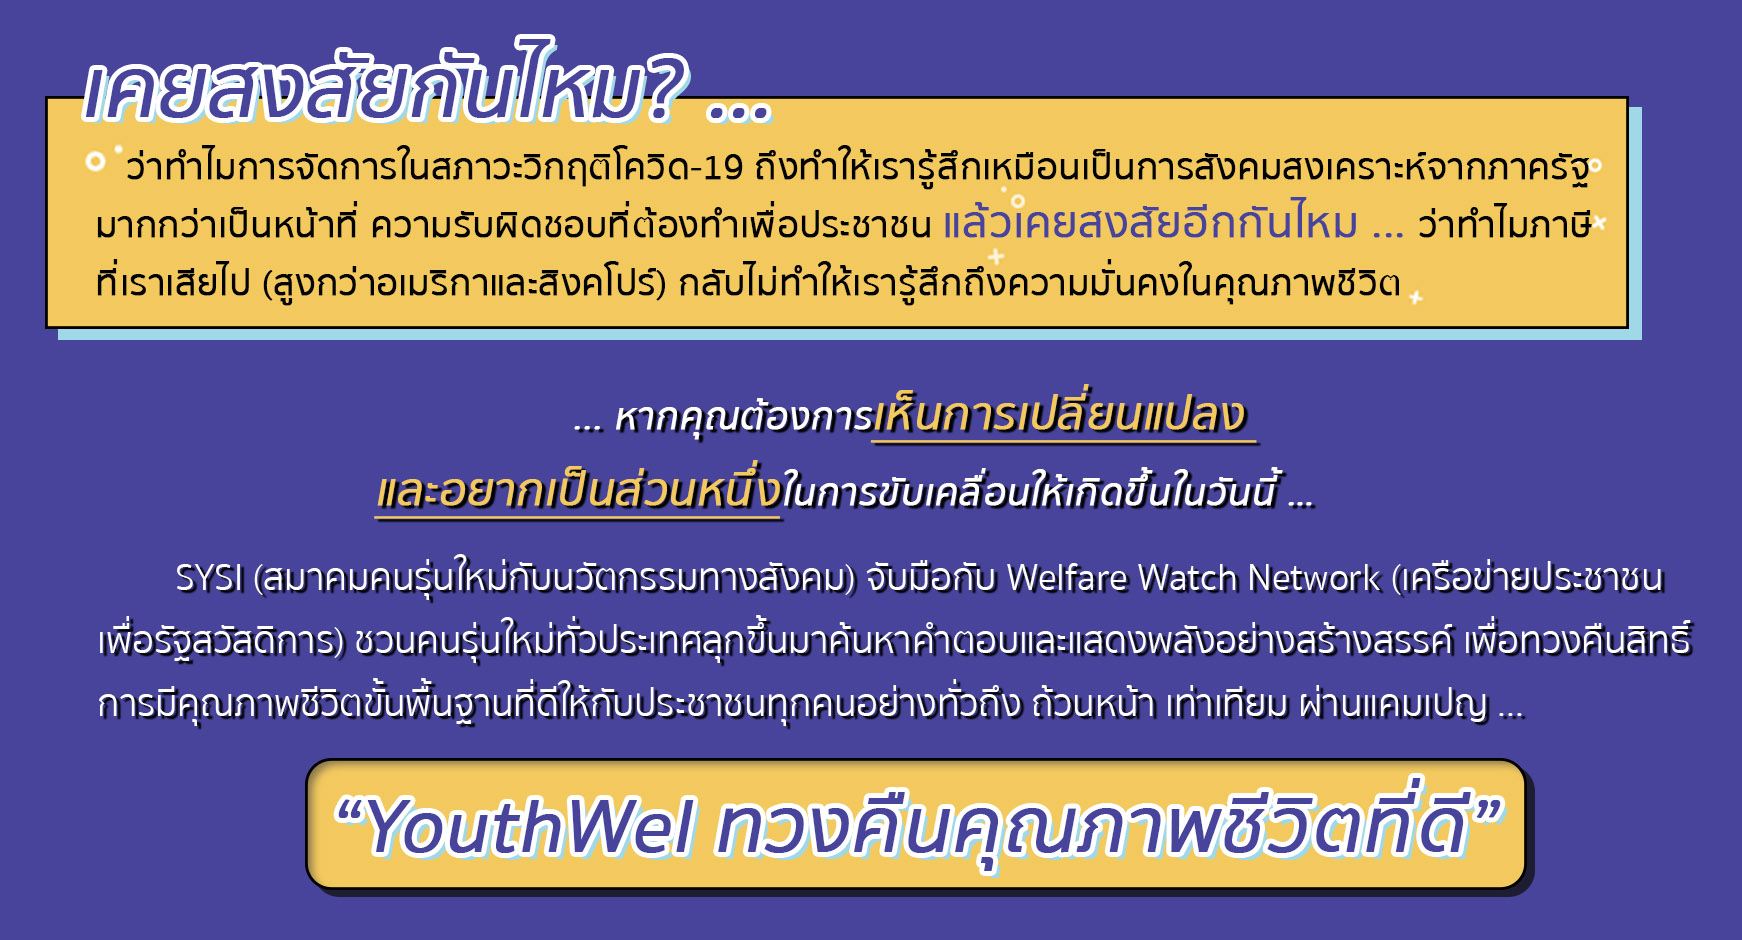 เคยสงสัยกันไหม? ...
ว่าทำไมการจัดการในสภาวะวิกฤติโควิด-19 ถึงทำให้เรารู้สึกเหมือนเป็นการสังคมสงเคราะห์จากภาครัฐ
มากกว่าเป็นหน้าที่ ความรับผิดชอบที่ต้องทำเพื่อประชาชน แล้วเคยสงสัยอีกกันไหม ... ว่าทำไมภาษี
ที่เราเสียไป (สูงกว่าอเมริกาและสิงคโปร์) กลับไม่ทำให้เรารู้สึกถึงความมั่นคงในคุณภาพชีวิต
... หากคุณต้องการเห็นการเปลี่ยนแปลง
และอยากเป็นส่วนหนึ่งในการขับเคลื่อนให้เกิดขึ้นในวันนี้ ...
SYSI (สมาคมคนรุ่นใหม่กับนวัตกรรมทางสังคม) จับมือกับ Welfare Watch Network (เครือข่ายประชาชน
เพื่อรัฐสวัสดิการ) ชวนคนรุ่นใหม่ทั่วประเทศลุกขึ้นมาค้นหาคำตอบและแสดงพลังอย่างสร้างสรรค์ เพื่อทวงคืนสิทธิ์
การมีคุณภาพชีวิตขั้นพื้นฐานที่ดีให้กับประชาชนทุกคนอย่างทั่วถึง ถ้วนหน้า เท่าเทียม ผ่านแคมเปญ ...
“YouthWel ทวงคืนคุณภาพชีวิตที่ดี”